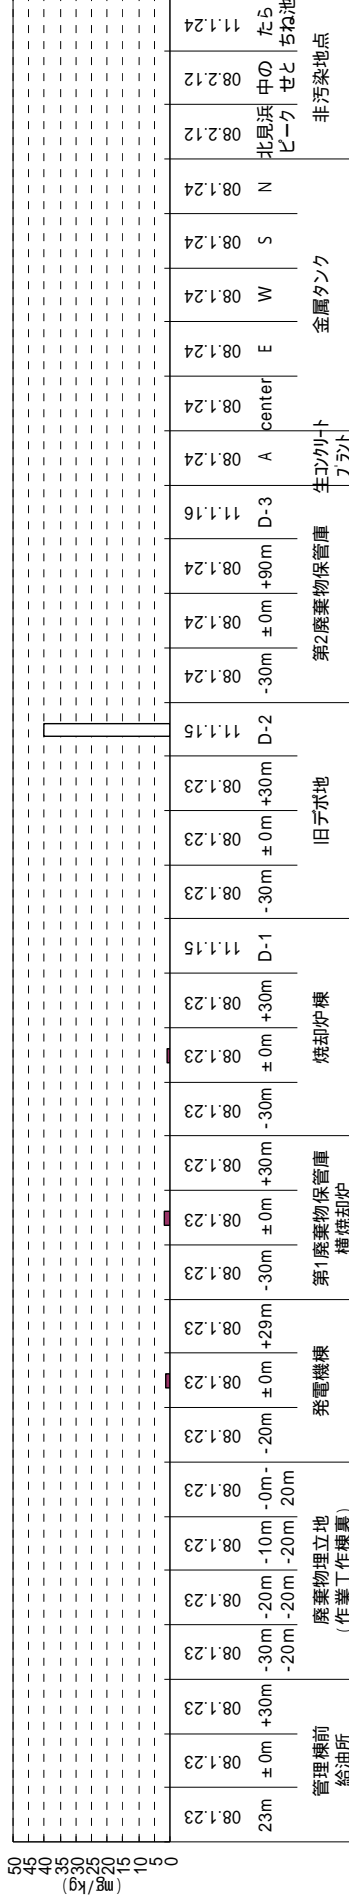 (mg/kg)
50
45
40
35
30
25
20
15
10
5
0
08.1.23 08.1.23 08.1.23 08.1.23 08.1.23 08.1.23 08.1.23 08.1.23 08.1.23 08.1.23 08.1.23 08.1.23 08.1.23 08.1.23 08.1.23 08.1.23 11.1.15 08.1.23 08.1.23 08.1.23 11.1.15 08.1.24 08.1.24 08.1.24 11.1.16 08.1.24 08.1.24 08.1.24 08.1.24 08.1.24 08.1.24 08.2.12 08.2.12 11.1.24
23m ±0m +30m -30m -20m -10m -0m- -20m ±0m +29m -30m ±0m +30m -30m ±0m +30m D-1 -30m ±0m +30m D-2 -30m ±0m +90m D-3 A center E W S N 北見浜 中の たら
-20m -20m -20m 20m ピーク せと ちね池
管理棟前 廃棄物埋立地 発電機棟 第1廃棄物保管庫 焼却炉棟 旧デポ地 第2廃棄物保管庫 生コンクリート 金属タンク 非汚染地点
給油所 (作業工作棟裏) 横焼却炉 プラント